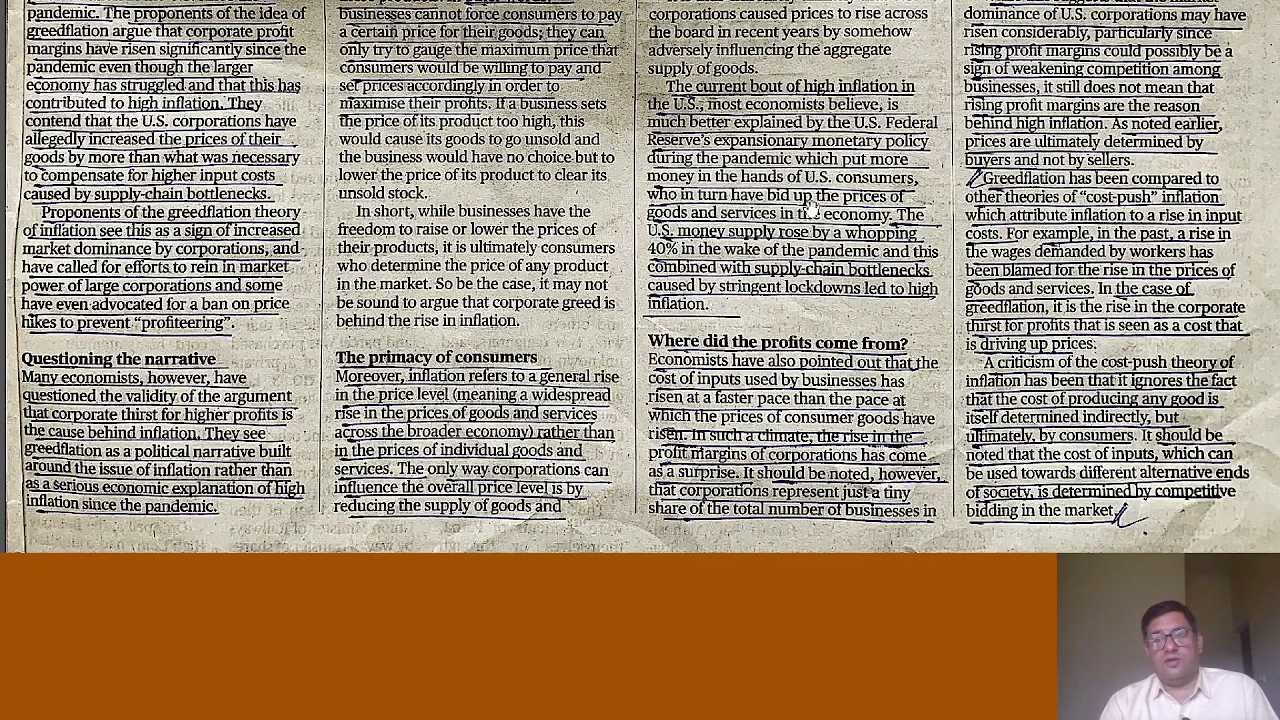 pandemic. The proponents of the idea of
greedflation argue that corporate profit
margins have risen significantly since the
pandemic even though the larger
economy has struggled and that this has
contributed to high inflation. They
contend that the U.S. corporations have
allegedly increased the prices of their
goods by more than what was necessary
to compensate for higher input costs
caused by supply-chain bottlenecks.
Proponents of the greedflation theory
of inflation see this as a sign of increased
market dominance by corporations, and
have called for efforts to rein in market
power of large corporations and some
have even advocated for a ban on price
hikes to prevent “profiteering”.
Questioning the narrative
Many economists, however, have
questioned the validity of the argument
that corporate thirst for higher profits is
the cause behind inflation. They see
greedflation as a political narrative built
around the issue of inflation rather than
as a serious economic explanation of high
inflation since the pandemic.
businesses cannot force consumers to pay
a certain price for their goods; they can
only try to gauge the maximum price that
consumers would be willing to pay and
set prices accordingly in order to
maximise their profits. If a business sets
the price of its product too high, this
would cause its goods to go unsold and
the business would have no choice but to
lower the price of its product to clear its
unsold stock.
In short, while businesses have the
freedom to raise or lower the prices of
their products, it is ultimately consumers
who determine the price of any product
in the market. So be the case, it may not
be sound to argue that corporate greed is
behind the rise in inflation.
The primacy of consumers
Moreover, inflation refers to a general rise
in the price level (meaning a widespread
rise in the prices of goods and services
across the broader economy) rather than
in the prices of individual goods and
services. The only way corporations can
influence the overall price level is by
reducing the supply of goods and
corporations caused prices to rise across
the board in recent years by somehow
adversely influencing the aggregate
supply of goods.
The current bout of high inflation in
the U.S., most economists believe, is
much better explained by the U.S. Federal
Reserve's expansionary monetary policy
during the pandemic which put more
money in the hands of U.S. consumers,
who in turn have bid up the prices of
goods and services in the economy. The
U.S. money supply rose by a whopping
40% in the wake of the pandemic and this
combined with supply-chain bottlenecks
caused by stringent lockdowns led to high
inflation.
Where did the profits come from?
Economists have also pointed out that the
cost of inputs used by businesses has
risen at a faster pace than the pace at
which the prices of consumer goods have
risen. In such a climate, the rise in the
profit margins of corporations has come
as a surprise. It should be noted, however,
that corporations represent just a tiny
share of the total number of businesses in
dominance of U.S. corporations may have
risen considerably, particularly since
rising profit margins could possibly be a
sign of weakening competition among
businesses, it still does not mean that
rising profit margins are the reason
behind high inflation. As noted earlier,
prices are ultimately determined by
buyers and not by sellers.
Greedflation has been compared to
other theories of “cost-push” inflation
which attribute inflation to a rise in input
costs. For example, in the past, a rise in
the wages demanded by workers has
been blamed for the rise in the prices of
goods and services. In the case of
greedflation, it is the rise in the corporate
thirst for profits that is seen as a cost that
is driving up prices.
A criticism of the cost-push theory of
inflation has been that it ignores the fact
that the cost of producing any good is
itself determined indirectly, but
ultimately, by consumers. It should be
noted that the cost of inputs, which can
be used towards different alternative ends
of society, is determined by competitive
bidding in the market.